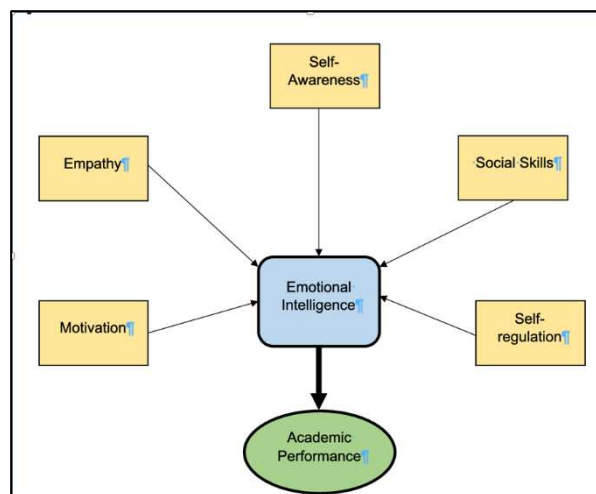 Self-
Awareness¶
Empathy¶
Social Skills¶
Emotional
Intelligence¶
Motivation¶
Self-
regulation¶
Academic
Performance¶